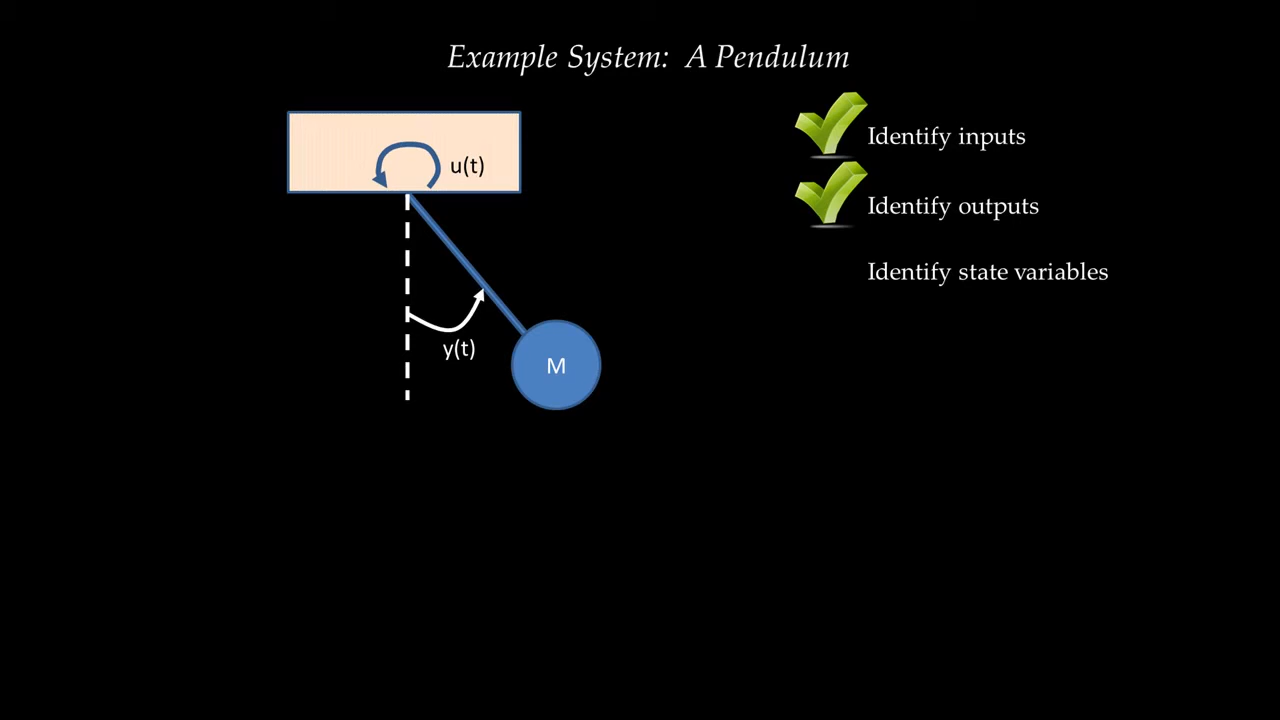 Example System: A Pendulum
Identify inputs
u(t)
Identify outputs
Identify state variables
y(t)
M